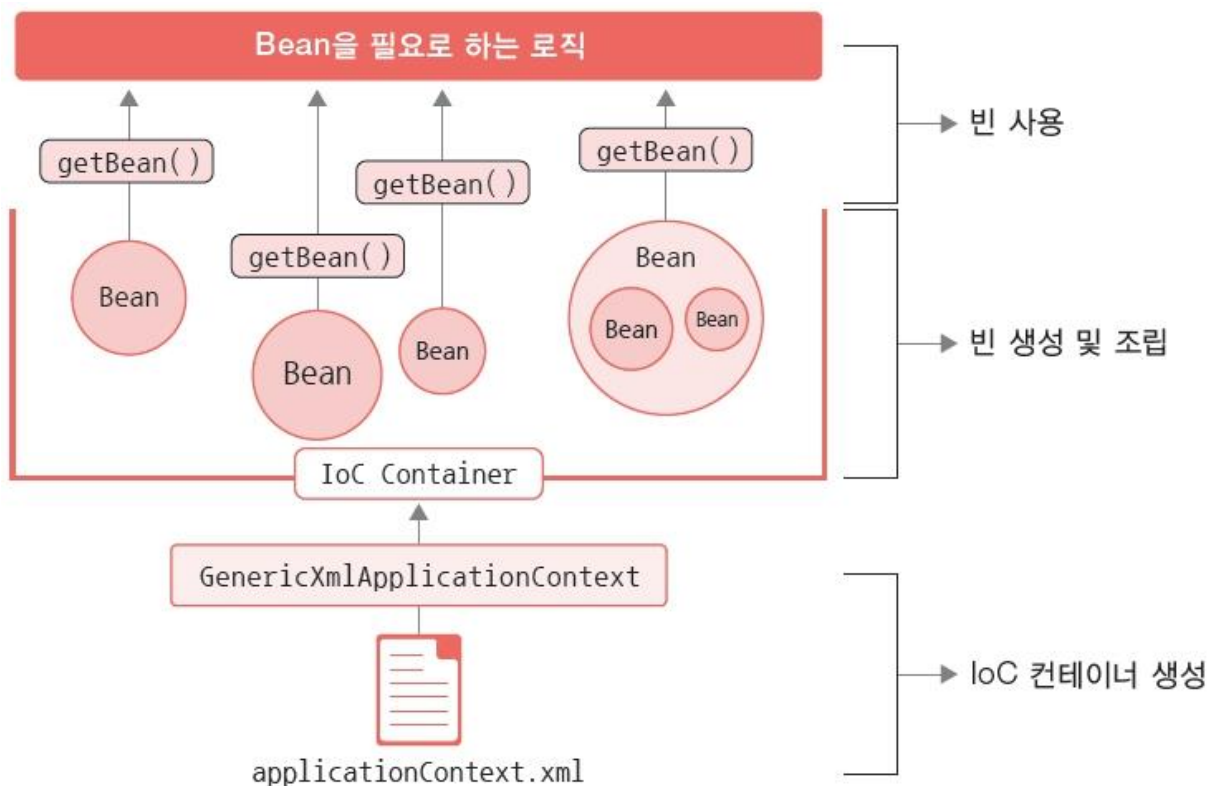 Bean을 필요로 하는 로직
빈 사용
getBean()
getBean()
getBean()
getBean()
Bean
Bean
Bean
Bean
Bean
Bean
빈 생성 및 조립
IoC Container
GenericXmlApplicationContext
IoC 컨테이너 생성
applicationContext.xml